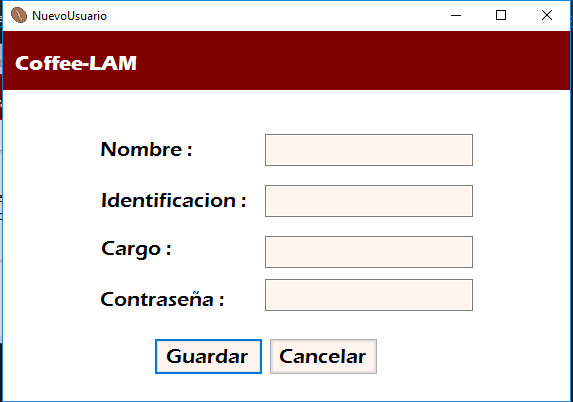 NuevoUsuario
Coffee-LAM
Nombre :
Identificacion :
Cargo :
Contraseña :
Guardar Cancelar